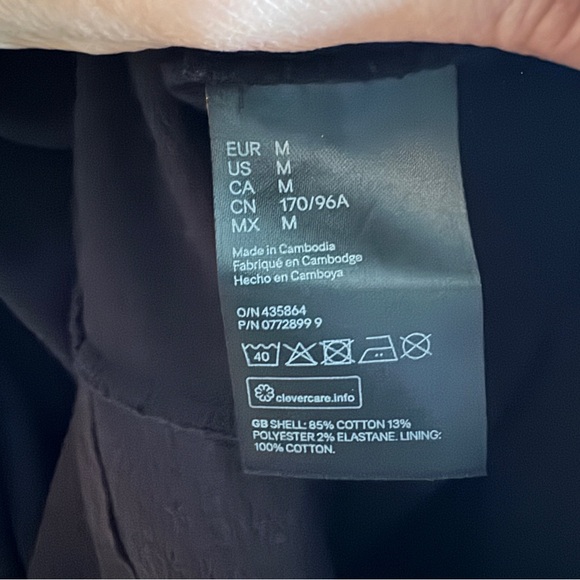 EUR M
US M
CA M
CN 170/96A
MX M
Made in Cambodia
Fabriqué en Cambodge
Hecho en Camboya
O/N 435864
P/N 0772899 9
40
clevercare.info
GB SHELL: 85% COTTON 13%
POLYESTER 2% ELASTANE. LINING:
100% COTTON.